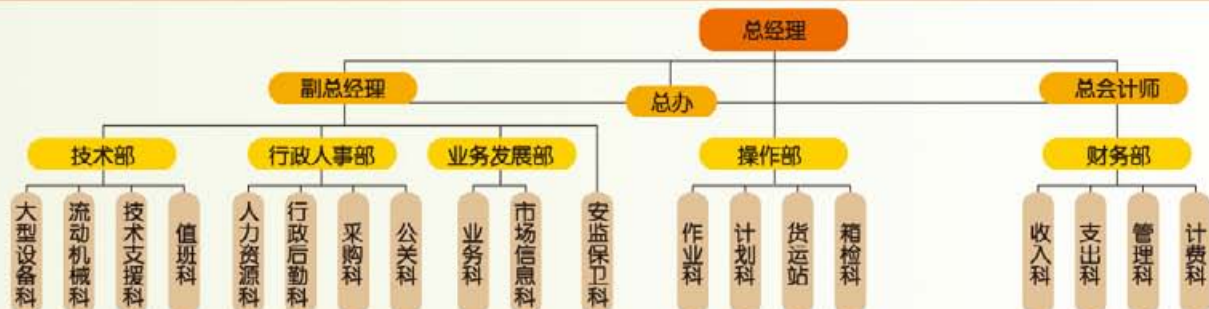 总经理
副总经理
总办
总会计师
技术部
行政人事部
业务发展部
操作部
财务部
大型设备科
流动机械科
技术支援科
值班科
人力资源科
行政后勤科
采购科
公关科
业务科
市场信息科
安监保卫科
作业科
计划科
货运站
箱检科
收入科
支出科
管理科
计费科